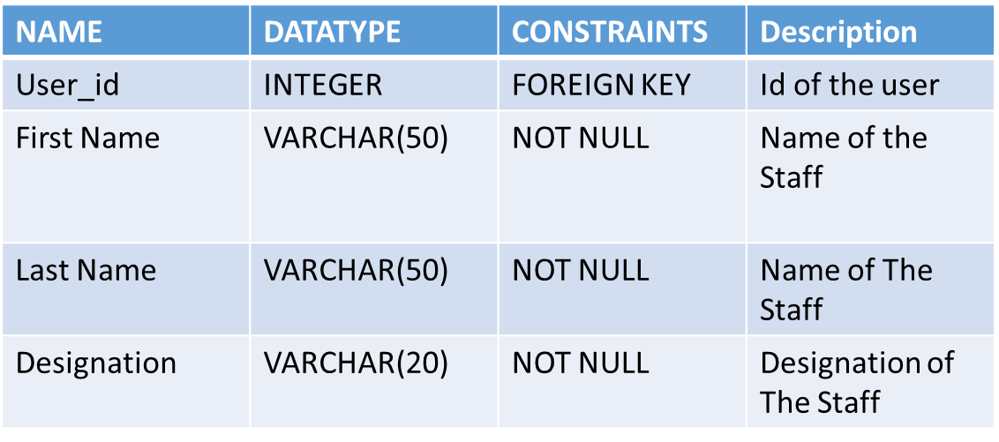 NAME DATATYPE CONSTRAINTS Description
User_id INTEGER FOREIGN KEY Id of the user
First Name VARCHAR(50) NOT NULL Name of the
Staff
Last Name VARCHAR(50) NOT NULL Name of The
Staff
Designation VARCHAR(20) NOT NULL Designation of
The Staff